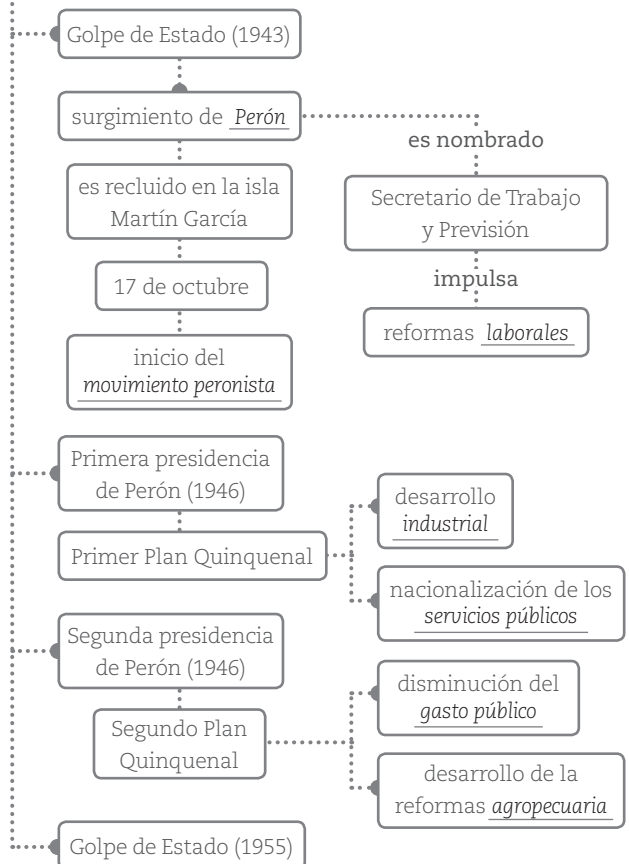 Golpe de Estado (1943)
surgimiento de Perón
es nombrado
es recluido en la isla
Martín García
Secretario de Trabajo
y Previsión
17 de octubre
impulsa
reformas laborales
inicio del
movimiento peronista
Primera presidencia
de Perón (1946)
Primer Plan Quinquenal
desarrollo
industrial
nacionalización de los
servicios públicos
Segunda presidencia
de Perón (1946)
Segundo Plan
Quinquenal
disminución del
gasto público
desarrollo de la
reformas agropecuaria
Golpe de Estado (1955)